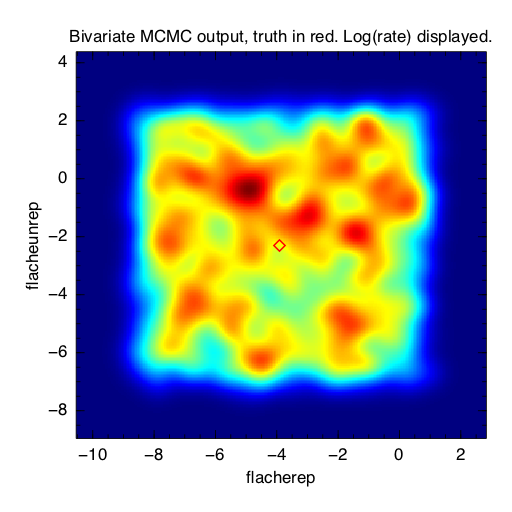 Bivariate MCMC output, truth in red. Log(rate) displayed.
4
2
0
−2
−4
−6
−8
flacheunrep
−10 −8 −6 −4 −2 0 2
flacherep